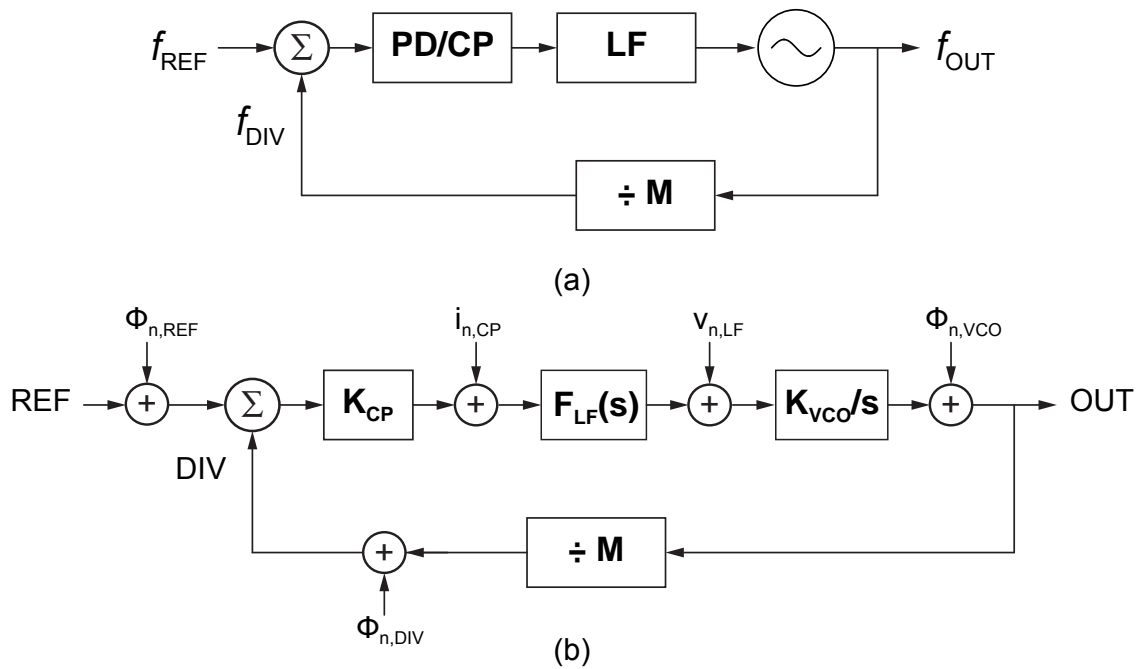 f_REF Σ PD/CP LF f_OUT
f_DIV
÷ M
(a)
Φ_n,REF i_n,CP v_n,LF Φ_n,VCO
REF + Σ K_CP + F_LF(s) + K_VCO/s + OUT
DIV
+ ÷ M
Φ_n,DIV
(b)